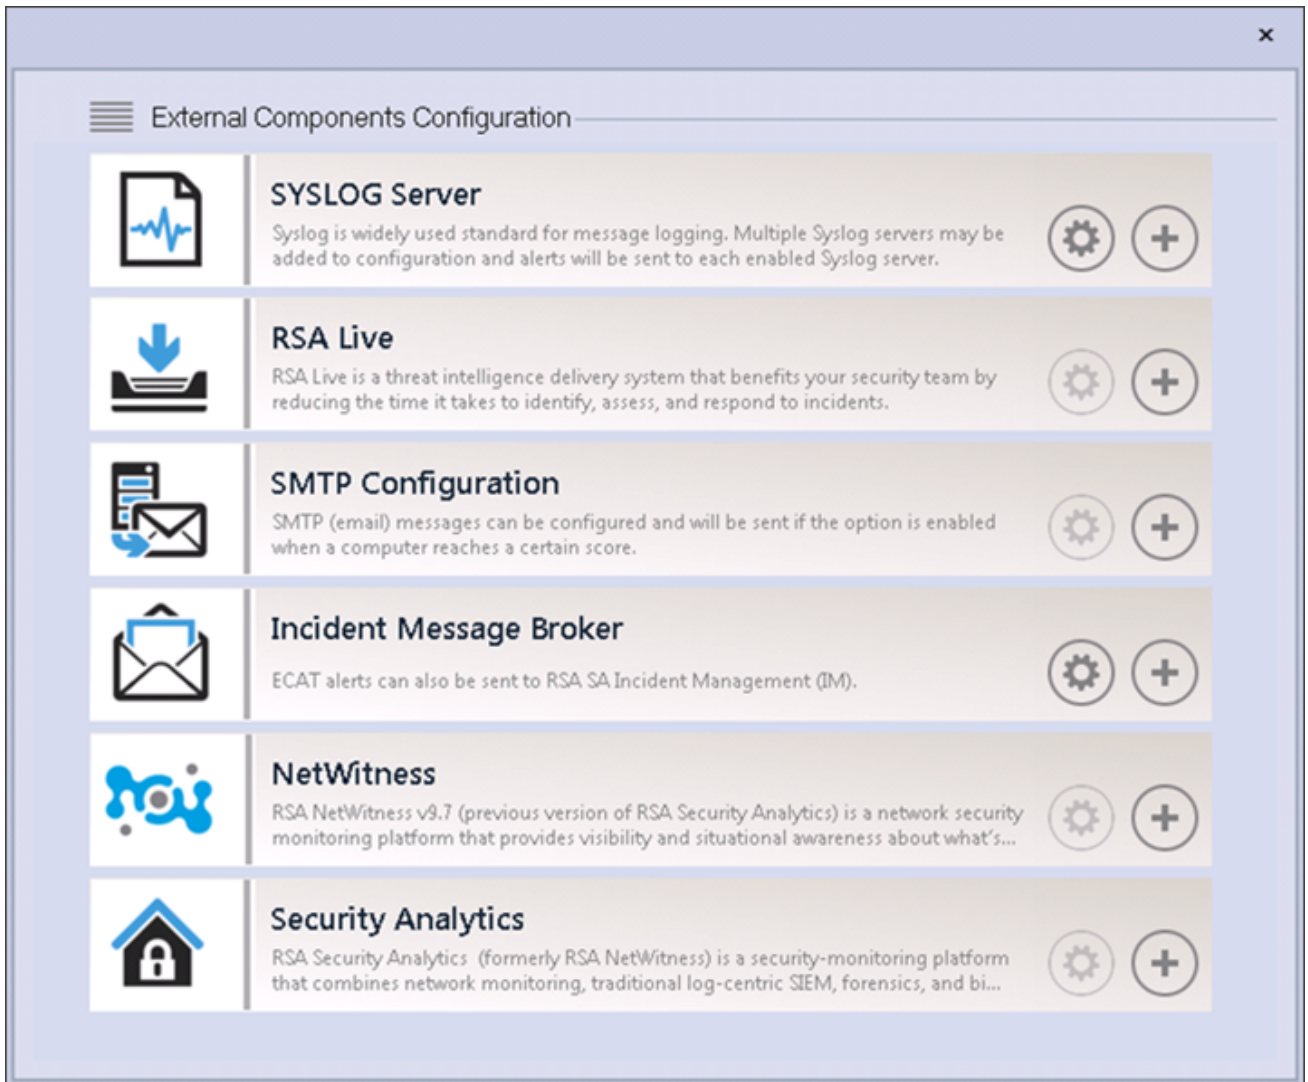 External Components Configuration
SYSLOG Server
Syslog is widely used standard for message logging. Multiple Syslog servers may be
added to configuration and alerts will be sent to each enabled Syslog server.
RSA Live
RSA Live is a threat intelligence delivery system that benefits your security team by
reducing the time it takes to identify, assess, and respond to incidents.
SMTP Configuration
SMTP (email) messages can be configured and will be sent if the option is enabled
when a computer reaches a certain score.
Incident Message Broker
ECAT alerts can also be sent to RSA SA Incident Management (IM).
NetWitness
RSA NetWitness v9.7 (previous version of RSA Security Analytics) is a network security
monitoring platform that provides visibility and situational awareness about what's...
Security Analytics
RSA Security Analytics (formerly RSA NetWitness) is a security-monitoring platform
that combines network monitoring, traditional log-centric SIEM, forensics, and bi...